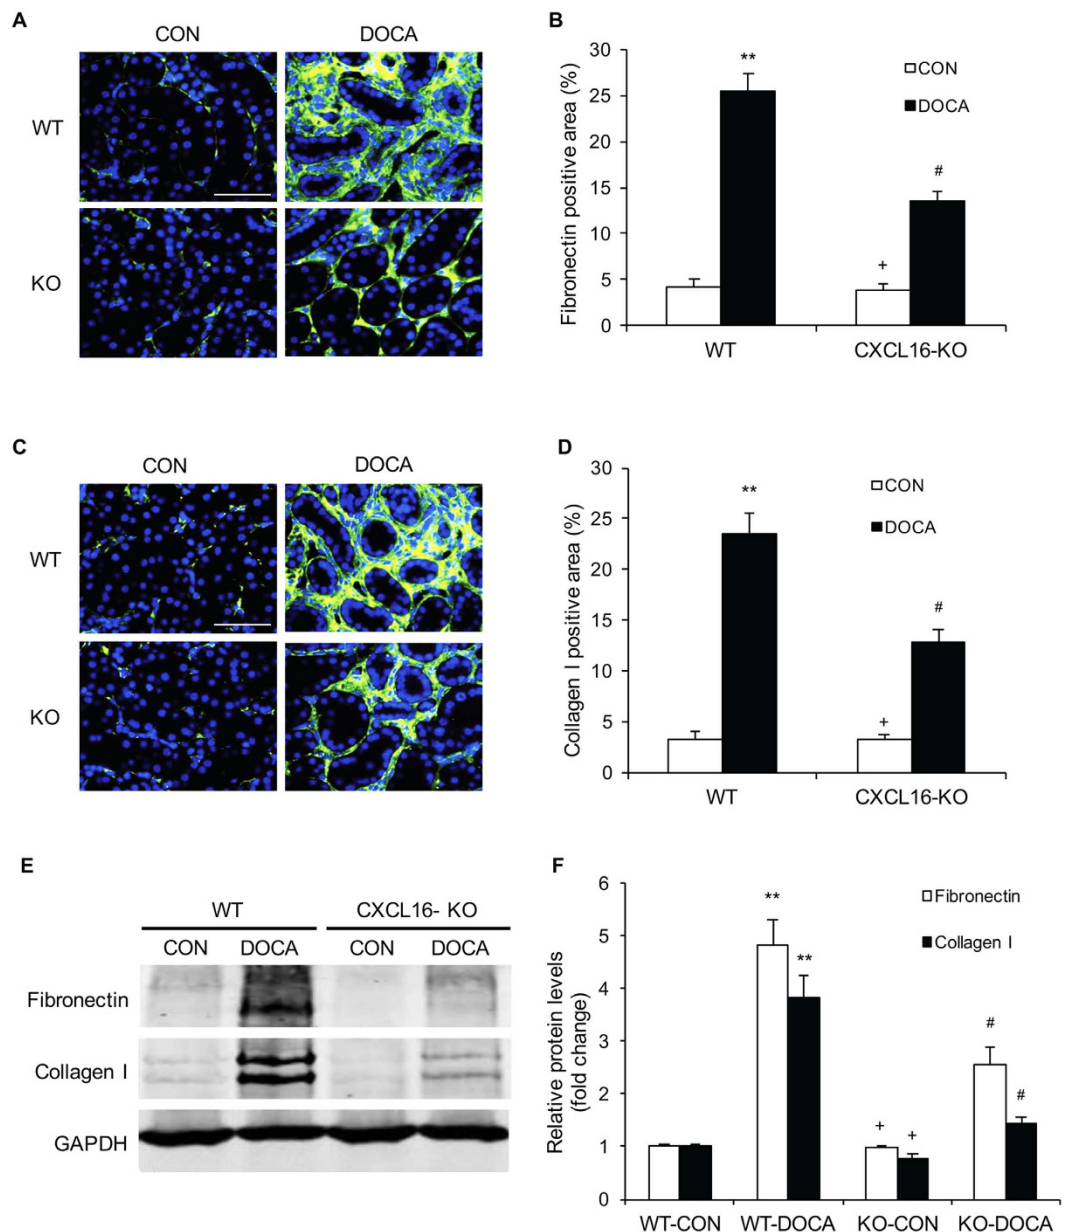 A
CON DOCA
WT
KO
B
Fibronectin positive area (%)
30
25
20
15
10
5
0
CON
DOCA
**
+
#
WT CXCL16-KO
C
CON DOCA
WT
KO
D
Collagen I positive area (%)
30
25
20
15
10
5
0
CON
DOCA
**
+
#
WT CXCL16-KO
E
WT CXCL16- KO
CON DOCA CON DOCA
Fibronectin
Collagen I
GAPDH
F
Relative protein levels
(fold change)
6
5
4
3
2
1
0
Fibronectin
Collagen I
**
**
+
+
#
#
WT-CON WT-DOCA KO-CON KO-DOCA